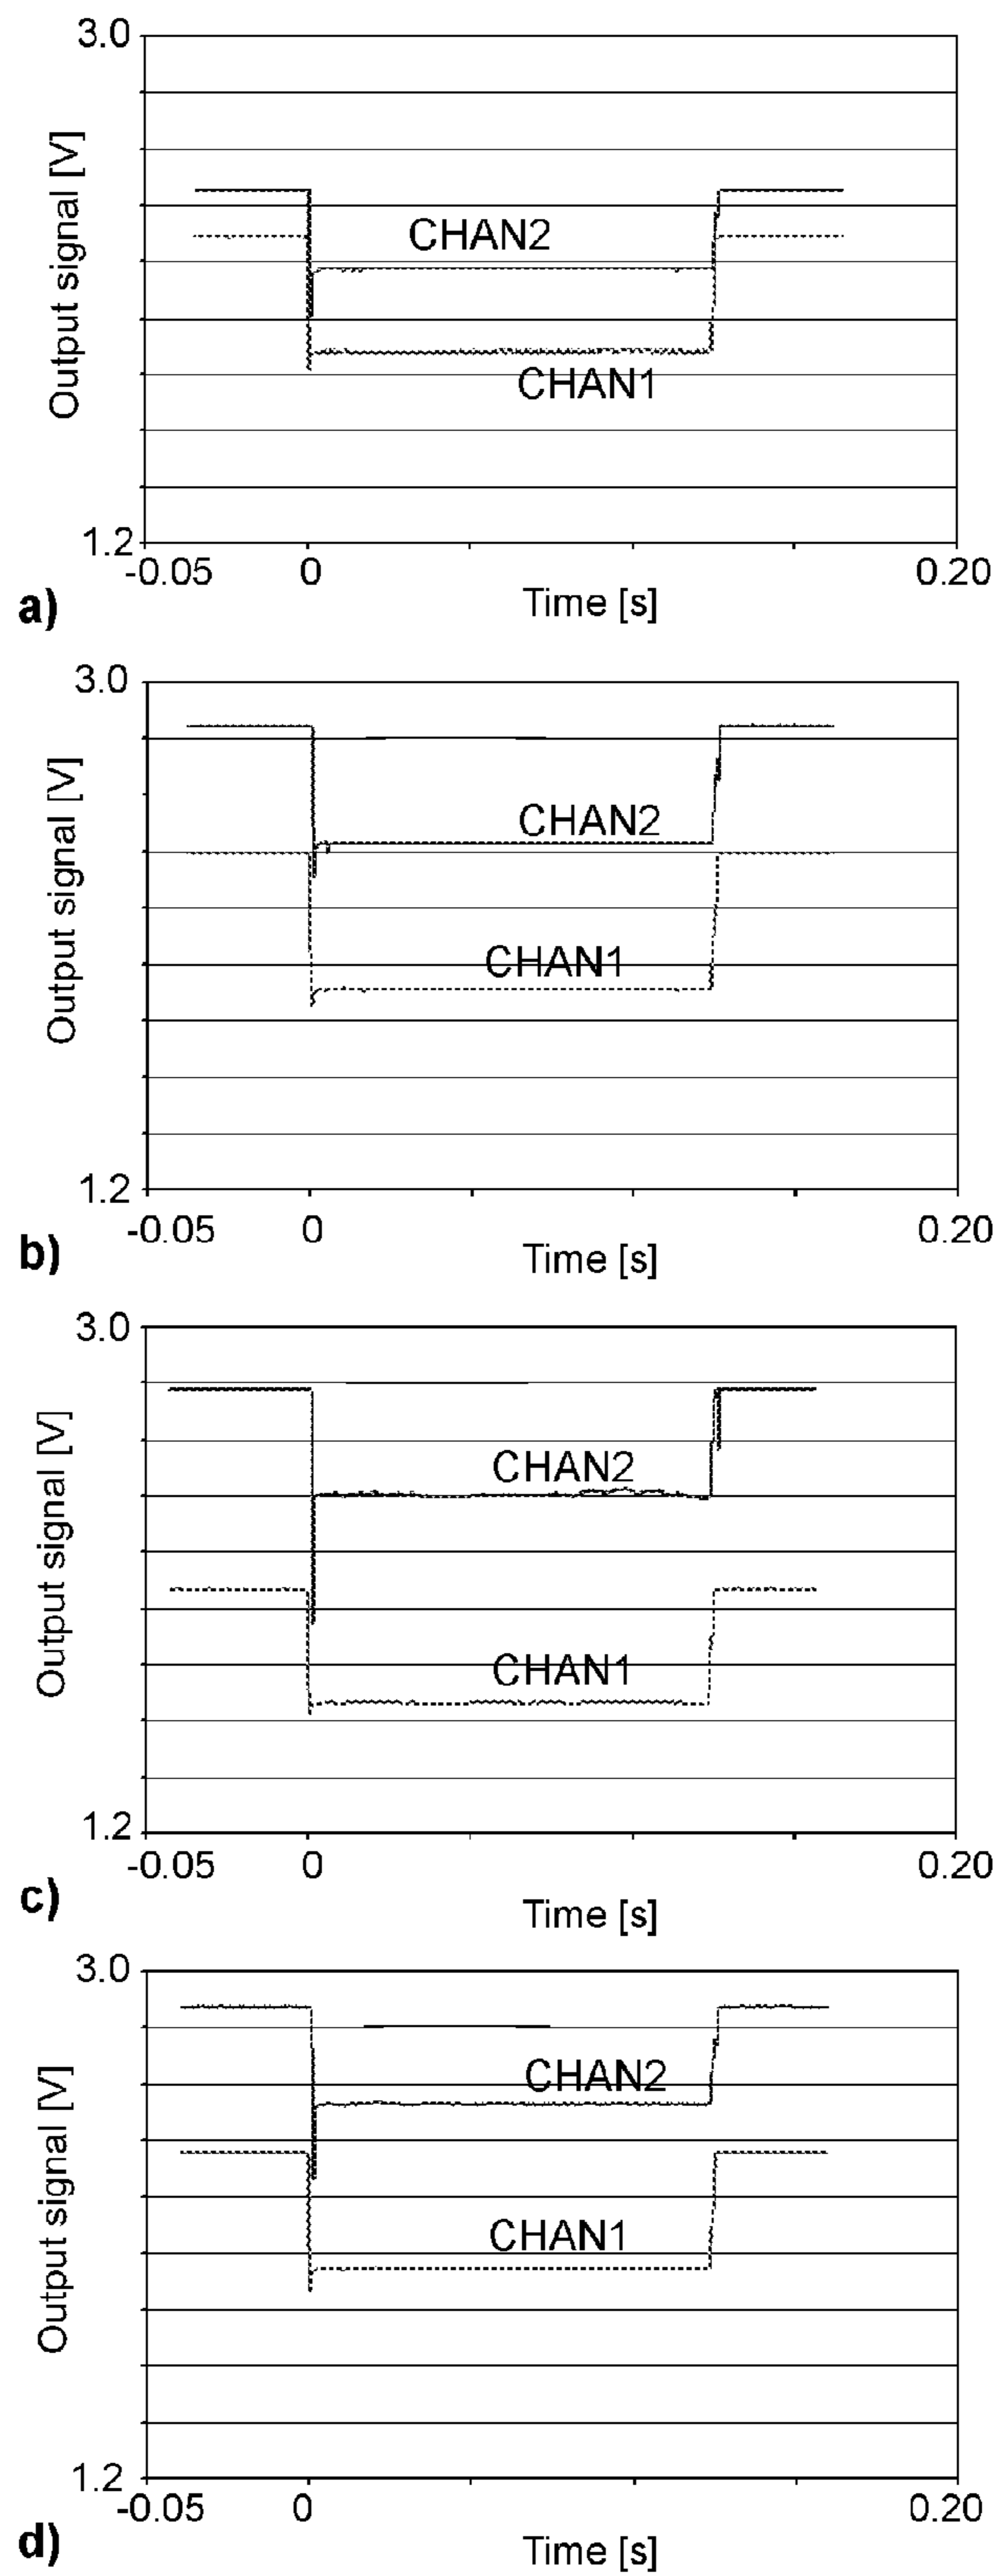 3.0
Output signal [V]
CHAN2
CHAN1
1.2
-0.05 0 0.20
Time [s]
a)
3.0
Output signal [V]
CHAN2
CHAN1
1.2
-0.05 0 0.20
Time [s]
b)
3.0
Output signal [V]
CHAN2
CHAN1
1.2
-0.05 0 0.20
Time [s]
c)
3.0
Output signal [V]
CHAN2
CHAN1
1.2
-0.05 0 0.20
Time [s]
d)